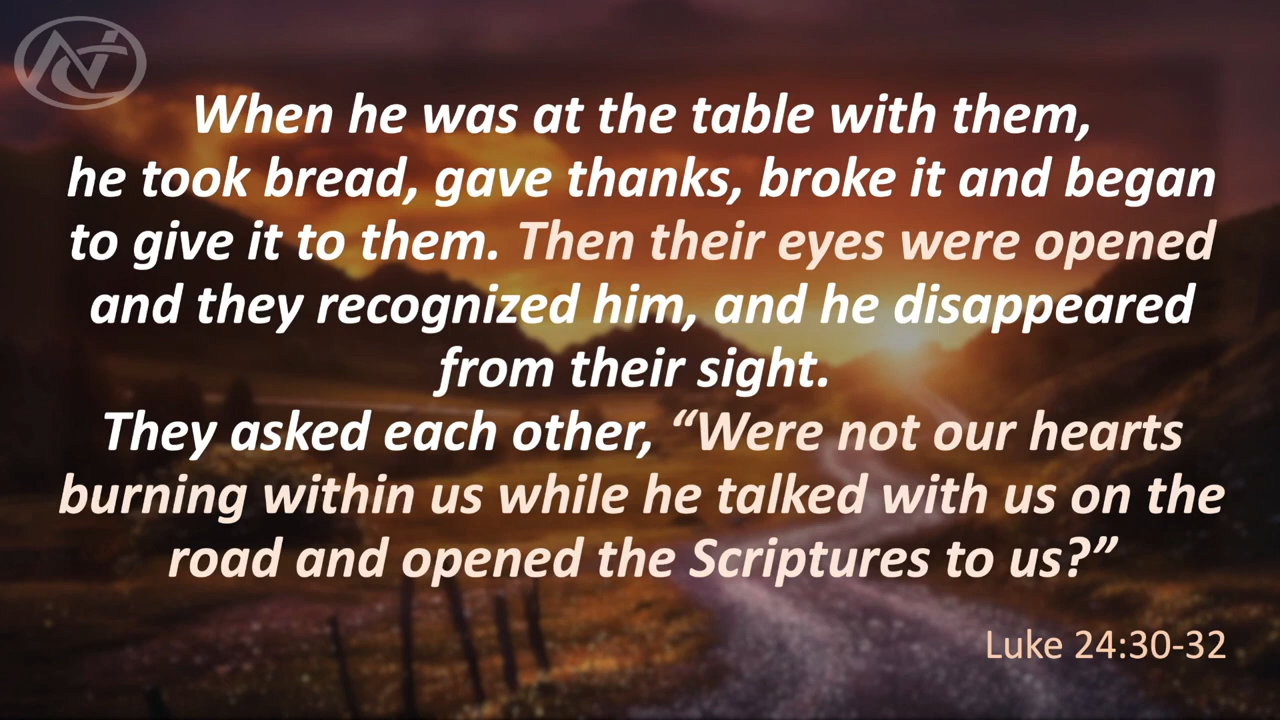 When he was at the table with them,
he took bread, gave thanks, broke it and began
to give it to them. Then their eyes were opened
and they recognized him, and he disappeared
from their sight.
They asked each other, “Were not our hearts
burning within us while he talked with us on the
road and opened the Scriptures to us?”
Luke 24:30-32